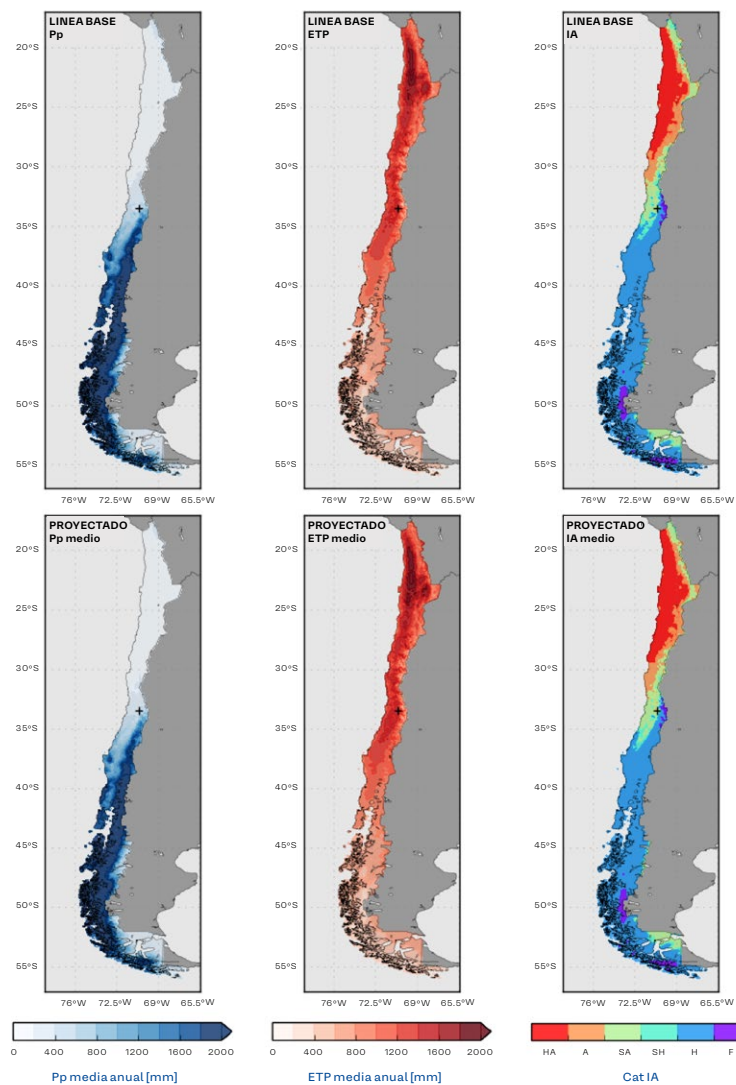 LINEA BASE
Pp
LINEA BASE
ETP
LINEA BASE
IA
20°S
20°S
20°S
25°S
25°S
25°S
30°S
30°S
30°S
35°S
35°S
35°S
40°S
40°S
40°S
45°S
45°S
45°S
50°S
50°S
50°S
55°S
55°S
55°S
76°W 72.5°W 69°W 65.5°W
76°W 72.5°W 69°W 65.5°W
76°W 72.5°W 69°W 65.5°W
PROYECTADO
Pp medio
PROYECTADO
ETP medio
PROYECTADO
IA medio
20°S
20°S
20°S
25°S
25°S
25°S
30°S
30°S
30°S
35°S
35°S
35°S
40°S
40°S
40°S
45°S
45°S
45°S
50°S
50°S
50°S
55°S
55°S
55°S
76°W 72.5°W 69°W 65.5°W
76°W 72.5°W 69°W 65.5°W
76°W 72.5°W 69°W 65.5°W
0 400 800 1200 1600 2000
0 400 800 1200 1600 2000
HA A SA SH H F
Pp media anual [mm]
ETP media anual [mm]
Cat IA